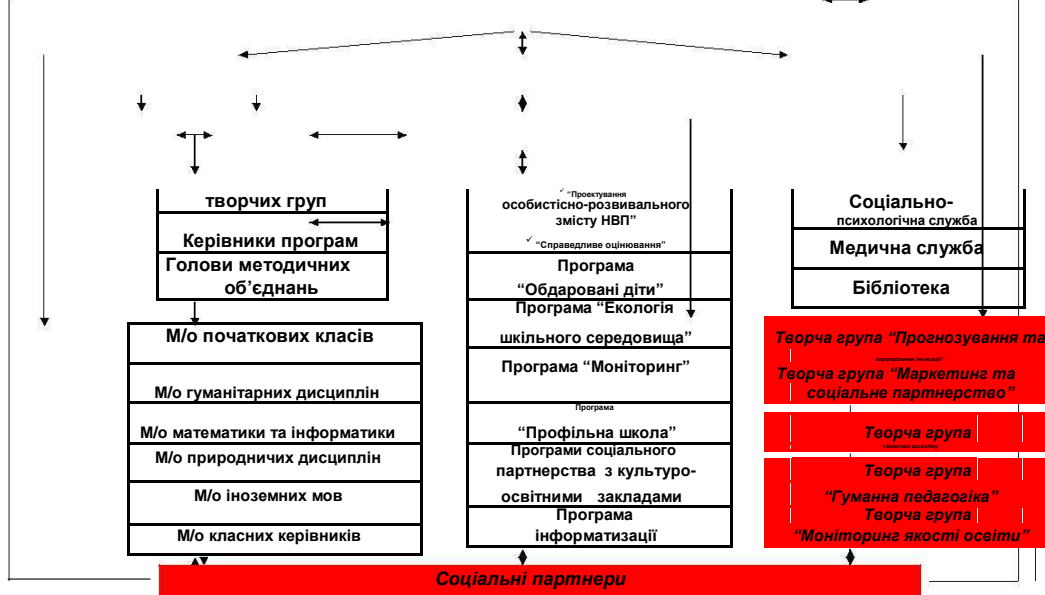 творчих груп
Керівники програм
Голови методичних
об’єднань
М/о початкових класів
М/о гуманітарних дисциплін
М/о математики та інформатики
М/о природничих дисциплін
М/о іноземних мов
М/о класних керівників
✓ “Проектування
особистісно-розвивального
змісту НВП”
✓ “Справедливе оцінювання”
Програма
“Обдаровані діти”
Програма “Екологія
шкільного середовища”
Програма “Моніторинг”
Програма
“Профільна школа”
Програми соціального
партнерства з культуро-
освітними закладами
Програма
інформатизації
Соціально-
психологічна служба
Медична служба
Бібліотека
Творча група “Прогнозування та
Творча група “Маркетинг та
соціальне партнерство”
Творча група
Творча група
“Гуманна педагогіка”
Творча група
“Моніторинг якості освіти”
Соціальні партнери